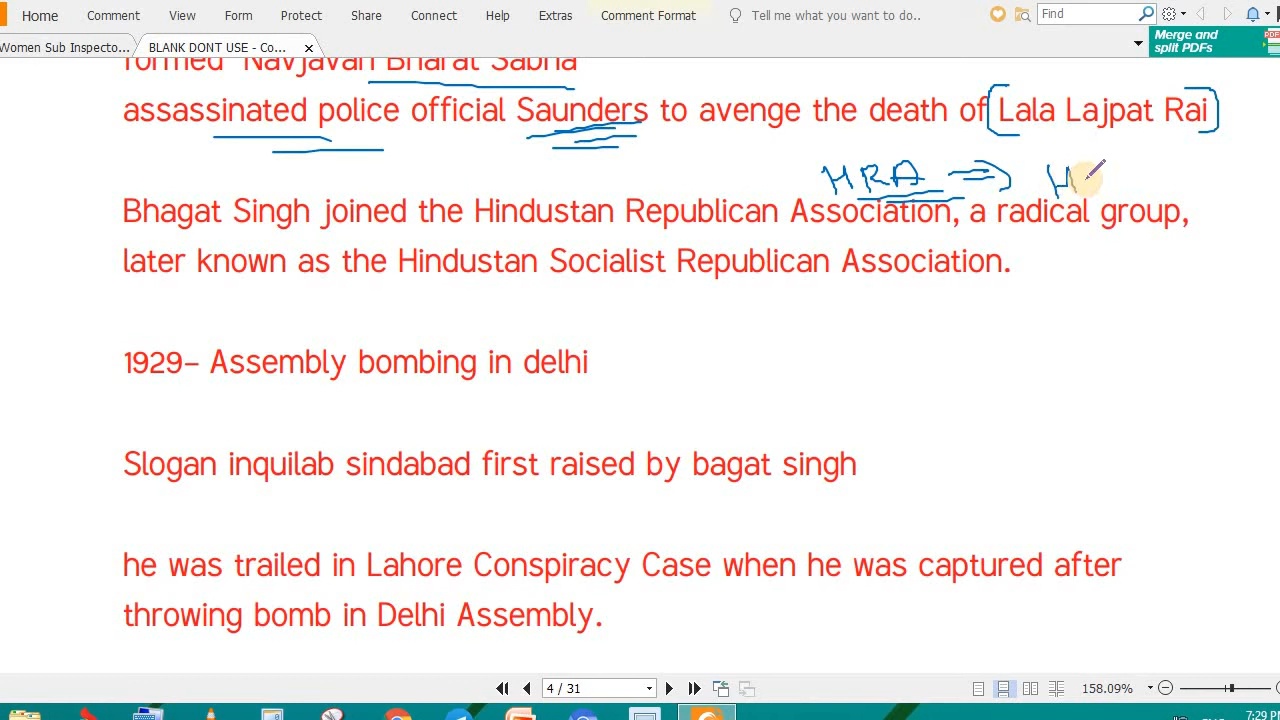 Home Comment View Form Protect Police Connect Help Extras Comment Format Tell me what you want to do.. Find
Women Sub Inspecto... BLANK DONT USE - Co... × Merge and
split PDFs
formed Navjavan Bharat Sabha
assassinated police official Saunders to avenge the death of Lala Lajpat Rai
HRA ⇒ H
Bhagat Singh joined the Hindustan Republican Association, a radical group,
later known as the Hindustan Socialist Republican Association.
1929- Assembly bombing in delhi
Slogan inquilab sindabad first raised by bagat singh
he was trailed in Lahore Conspiracy Case when he was captured after
throwing bomb in Delhi Assembly.
4 / 31 158.09%
7:29